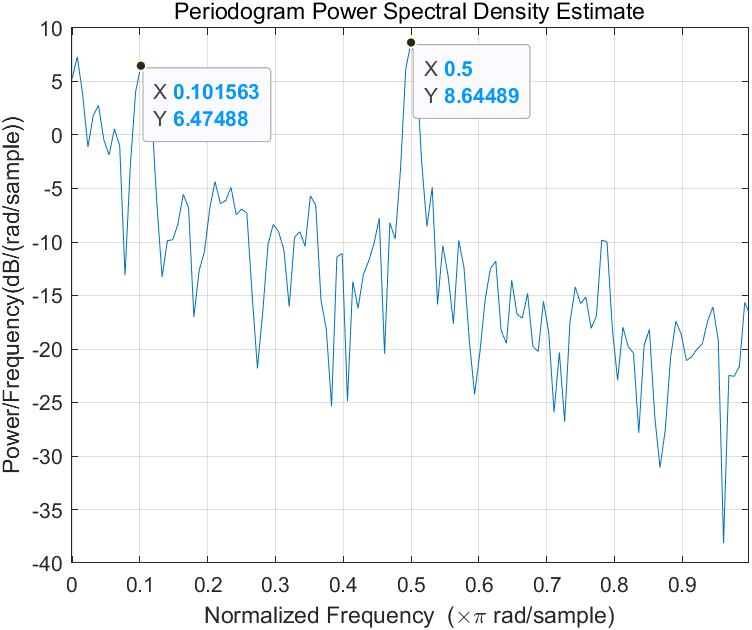 Periodogram Power Spectral Density Estimate
Power/Frequency(dB/(rad/sample))
10
5
0
-5
-10
-15
-20
-25
-30
-35
-40
X 0.101563
Y 6.47488
X 0.5
Y 8.64489
0 0.1 0.2 0.3 0.4 0.5 0.6 0.7 0.8 0.9
Normalized Frequency (×π rad/sample)